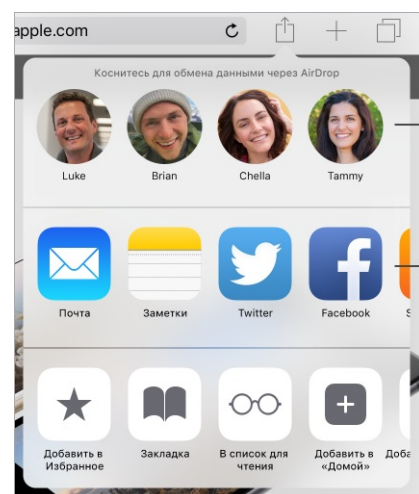 apple.com
Коснитесь для обмена данными через AirDrop
Luke Brian Chella Tammy
Почта Заметки Twitter Facebook
Добавить в Закладка В список для Добавить в
Избранное чтения «Домой»